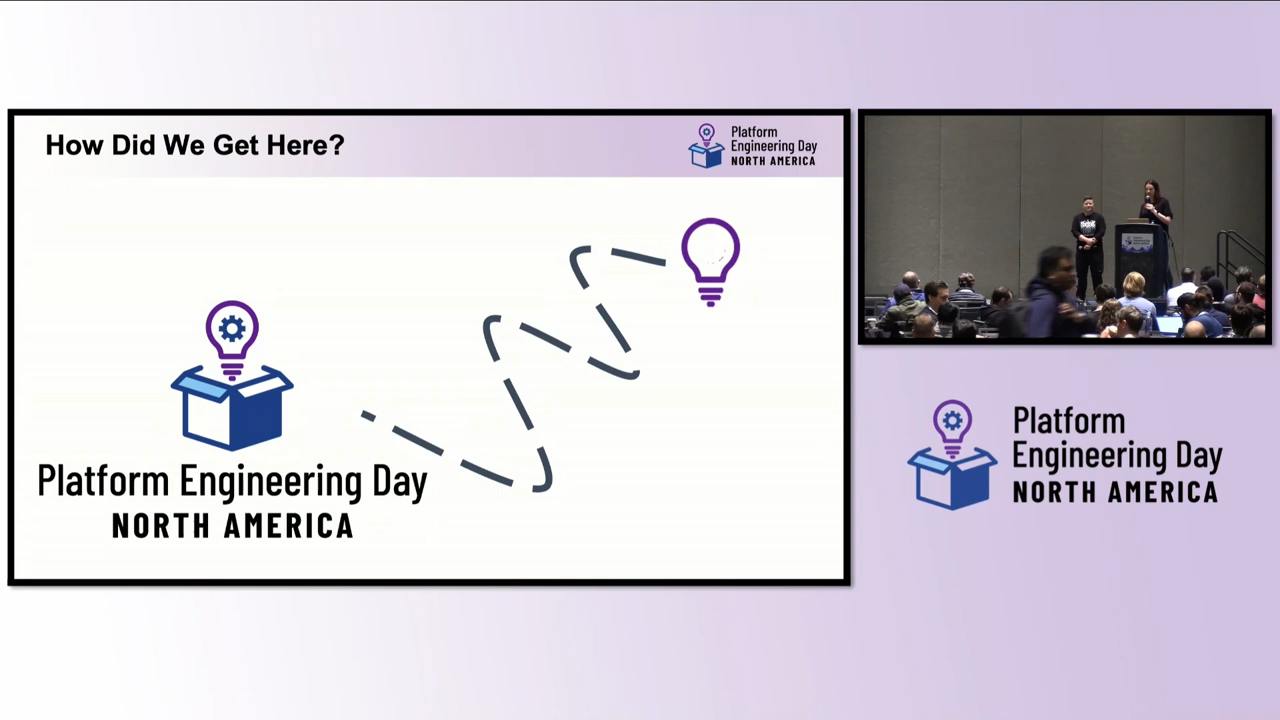 How Did We Get Here?
Platform
Engineering Day
NORTH AMERICA
Platform Engineering Day
NORTH AMERICA
Platform
Engineering Day
NORTH AMERICA